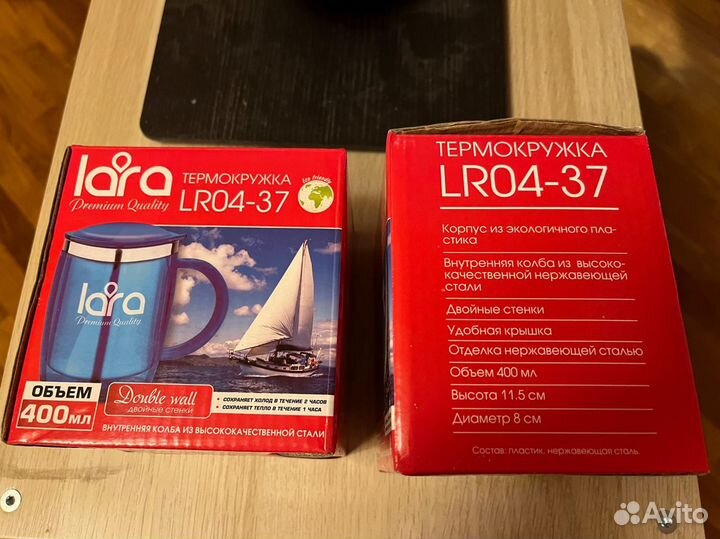 lara
Premium Quality
ТЕРМОКРУЖКА
LR04-37
Eco friendly
lara
Premium Quality
ОБЪЕМ
400МЛ
Double wall
ДВОЙНЫЕ СТЕНКИ
• СОХРАНЯЕТ ХОЛОД В ТЕЧЕНИЕ 2 ЧАСОВ
• СОХРАНЯЕТ ТЕПЛО В ТЕЧЕНИЕ 1 ЧАСА
ВНУТРЕННЯЯ КОЛБА ИЗ ВЫСОКОКАЧЕСТВЕННОЙ СТАЛИ
ТЕРМОКРУЖКА
LR04-37
Корпус из экологичного пла-
стика
Внутренняя колба из высоко-
качественной нержавеющей
стали
Двойные стенки
Удобная крышка
Отделка нержавеющей сталью
Объем 400 мл
Высота 11.5 см
Диаметр 8 см
Состав: пластик, нержавеющая сталь.
Avito